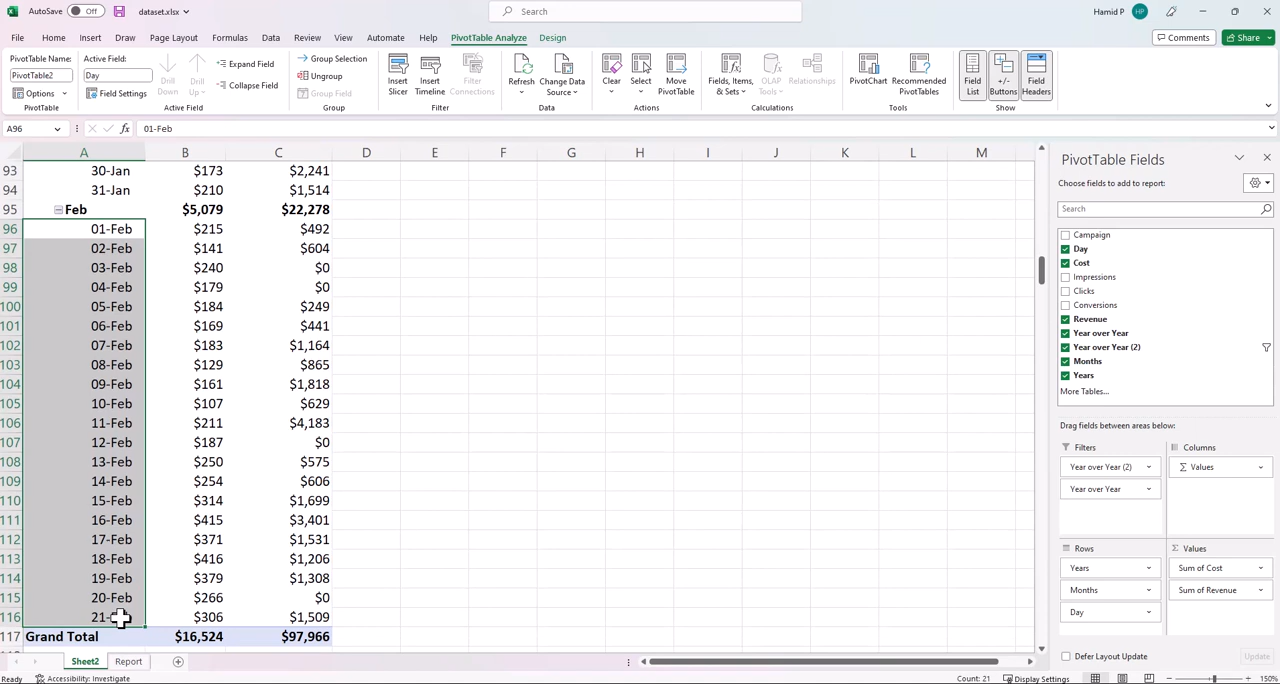 AutoSave Off dataset.xlsx Search Hamid P HP
File Home Insert Draw Page Layout Formulas Data Review View Automate Help PivotTable Analyze Design Comments Share
PivotTable Name: PivotTable2 Options PivotTable
Active Field: Day Field Settings Drill Down Drill Up Expand Field Collapse Field Active Field
Group Selection Ungroup Group Field Group
Insert Slicer Insert Timeline Filter Connections Filter
Refresh Change Data Source Data
Clear Select Move PivotTable Actions
Fields, Items, & Sets OLAP Tools Relationships Calculations
PivotChart Recommended PivotTables Tools
Field List +/- Buttons Field Headers Show
A96 fx 01-Feb
A B C D E F G H I J K L M
93 30-Jan $173 $2,241
94 31-Jan $210 $1,514
95 Feb $5,079 $22,278
96 01-Feb $215 $492
97 02-Feb $141 $604
98 03-Feb $240 $0
99 04-Feb $179 $0
100 05-Feb $184 $249
101 06-Feb $169 $441
102 07-Feb $183 $1,164
103 08-Feb $129 $865
104 09-Feb $161 $1,818
105 10-Feb $107 $629
106 11-Feb $211 $4,183
107 12-Feb $187 $0
108 13-Feb $250 $575
109 14-Feb $254 $606
110 15-Feb $314 $1,699
111 16-Feb $415 $3,401
112 17-Feb $371 $1,531
113 18-Feb $416 $1,206
114 19-Feb $379 $1,308
115 20-Feb $266 $0
116 21- $306 $1,509
117 Grand Total $16,524 $97,966
PivotTable Fields
Choose fields to add to report:
Search
Campaign
Day
Cost
Impressions
Clicks
Conversions
Revenue
Year over Year
Year over Year (2)
Months
Years
More Tables...
Drag fields between areas below:
Filters Columns
Year over Year (2) Σ Values
Year over Year
Rows Σ Values
Years Sum of Cost
Months Sum of Revenue
Day
Defer Layout Update Update
Sheet2 Report
Ready Accessibility: Investigate Count: 21 Display Settings 150%